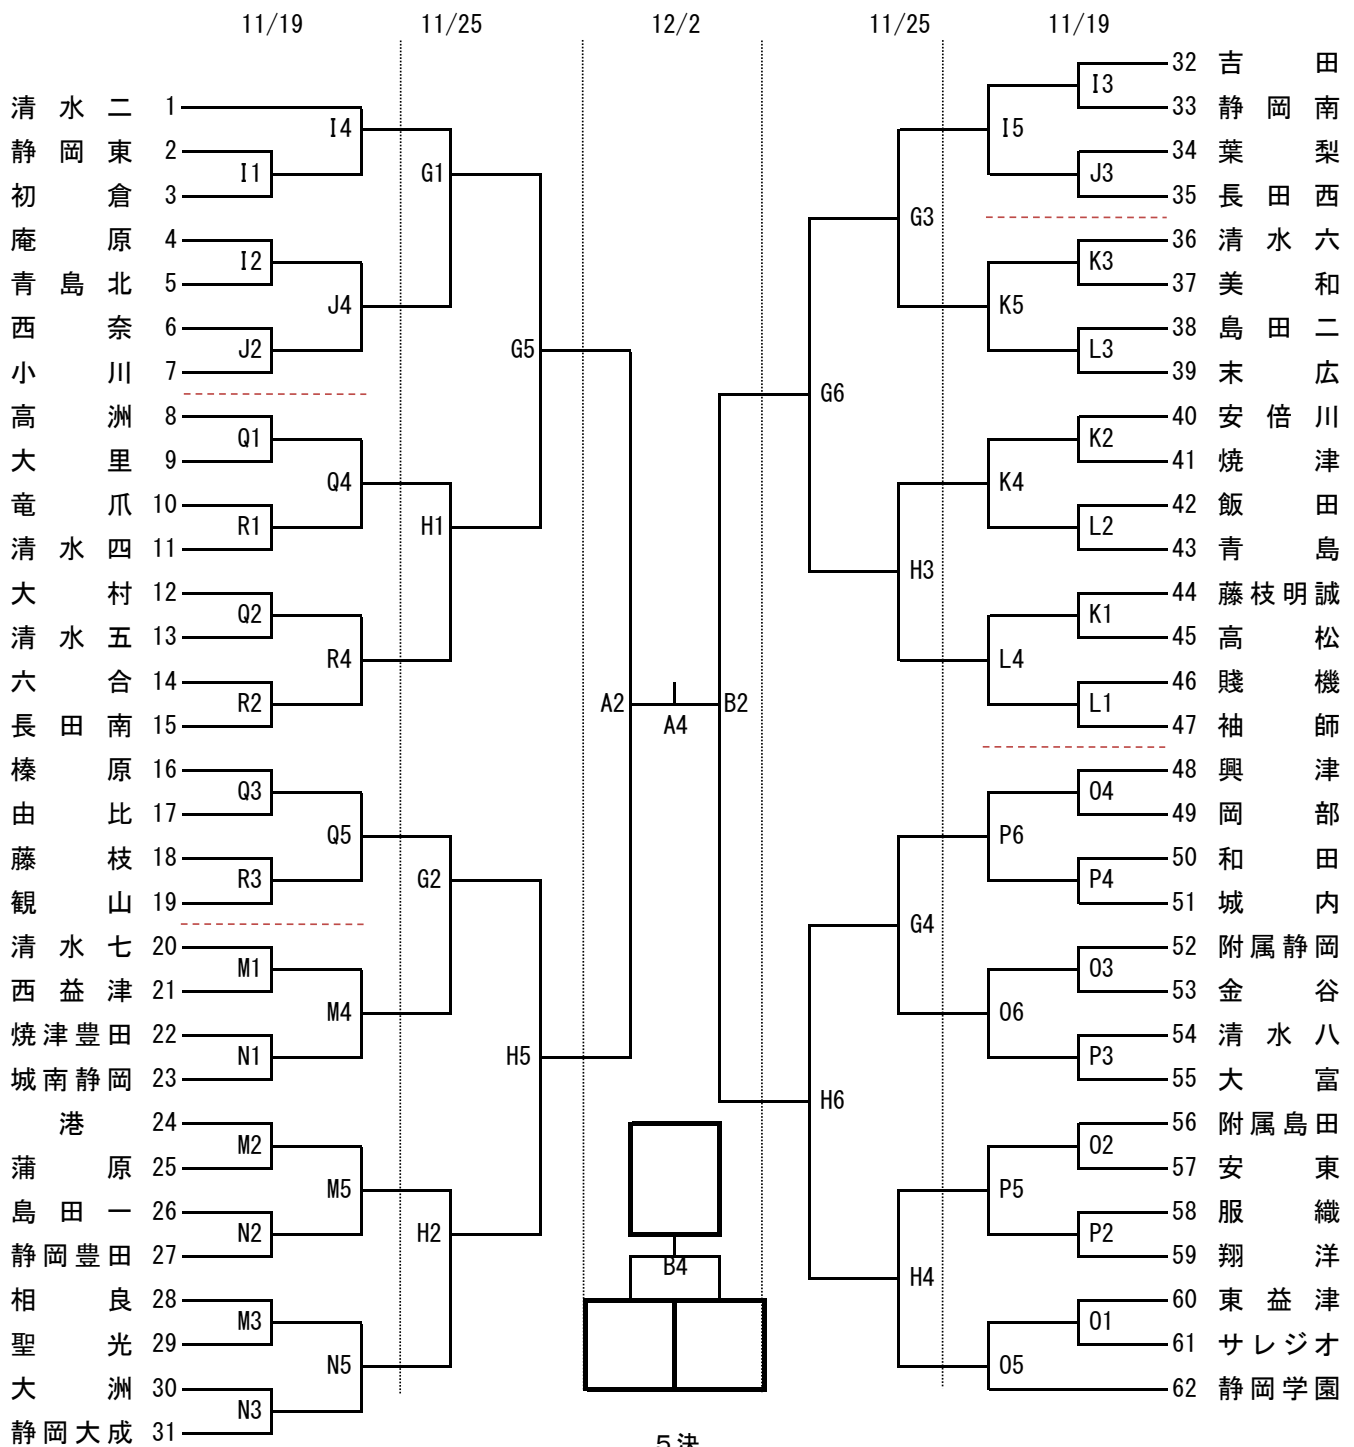 11/19 11/25 12/2 11/25 11/19
清水二 1
静岡東 2
初倉 3
庵原 4
青島北 5
西奈 6
小川 7
高洲 8
大里 9
竜爪 10
清水四 11
大村 12
清水五 13
六合 14
長田南 15
榛原 16
由比 17
藤枝 18
観山 19
清水七 20
西益津 21
焼津豊田 22
城南静岡 23
港 24
蒲原 25
島田一 26
静岡豊田 27
相良 28
聖光 29
大洲 30
静岡大成 31
I4
I1
I2
J4
J2
Q1
Q4
R1
Q2
R4
R2
Q3
Q5
R3
M1
M4
N1
M2
M5
N2
M3
N5
N3
G1
H1
G2
H2
G5
H5
A2
A4
B2
B4
5決
G6
H6
G3
H3
G4
H4
I3
I5
J3
K3
K5
L3
K2
K4
L2
K1
L4
L1
O4
P6
P4
O3
O6
P3
O2
P5
P2
O1
O5
32 吉田
33 静岡南
34 葉梨
35 長田西
36 清水六
37 美和
38 島田二
39 末広
40 安倍川
41 焼津
42 飯田
43 青島
44 藤枝明誠
45 高松
46 賤機
47 袖師
48 興津
49 岡部
50 和田
51 城内
52 附属静岡
53 金谷
54 清水八
55 大富
56 附属島田
57 安東
58 服織
59 翔洋
60 東益津
61 サレジオ
62 静岡学園